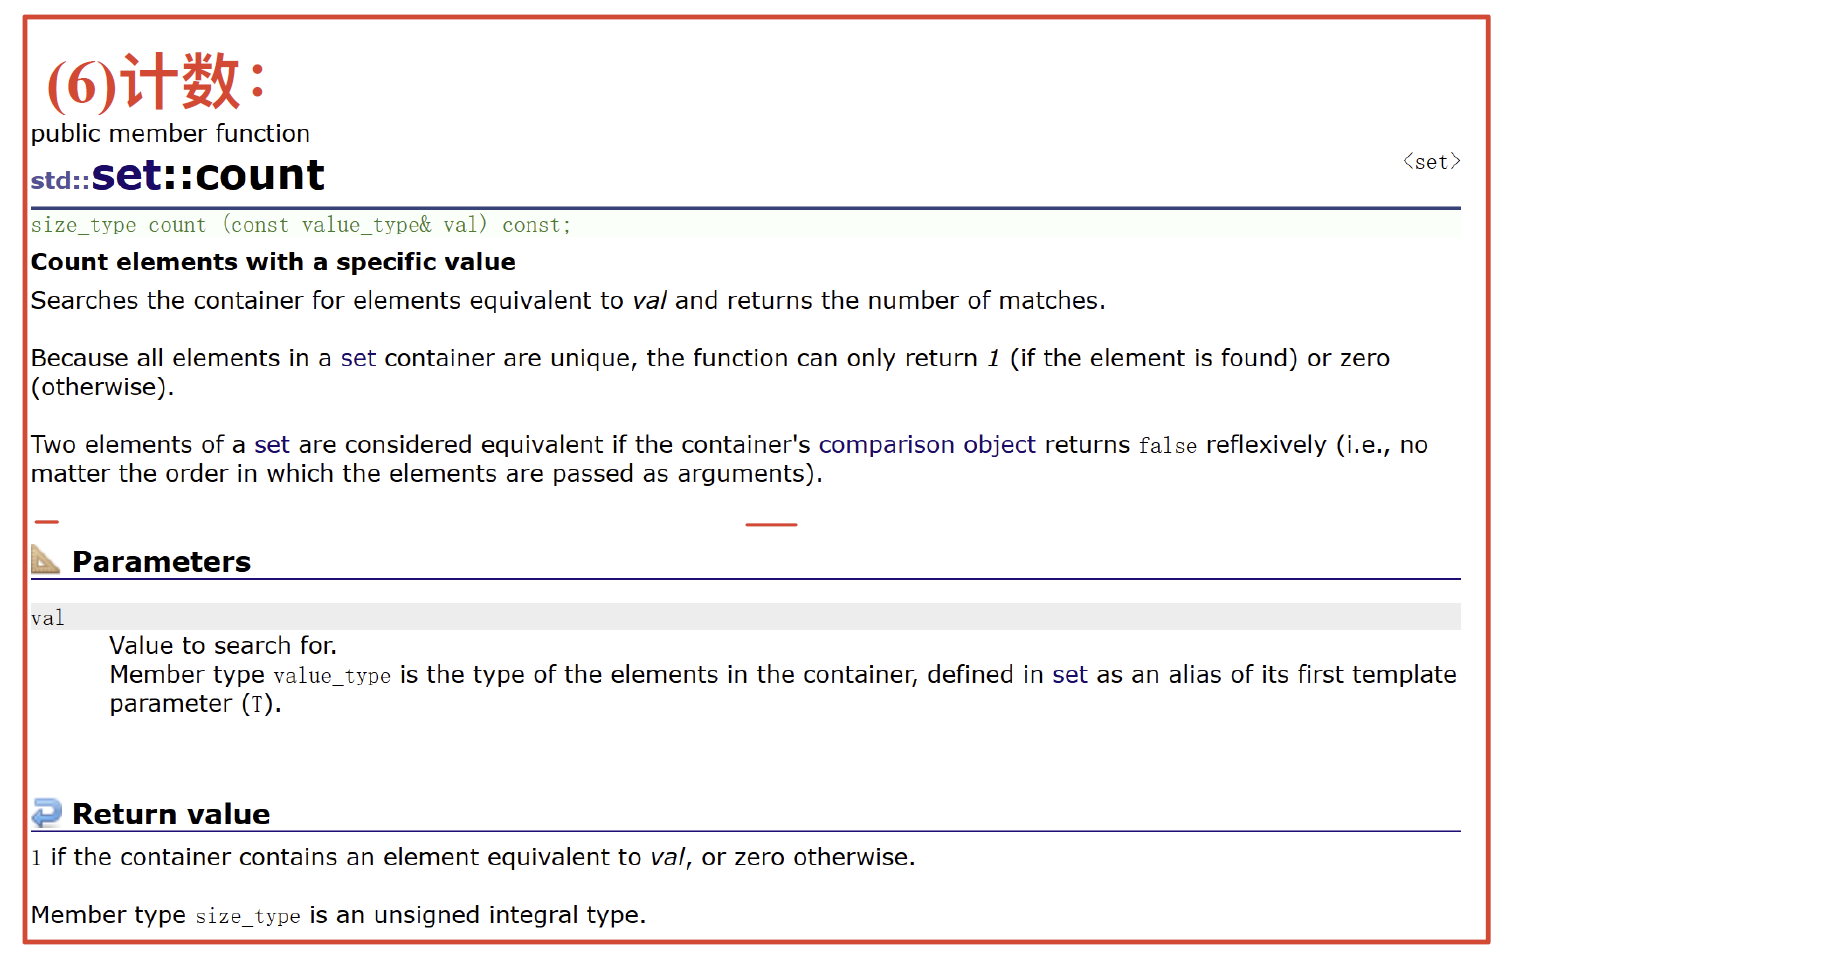 (6)计数：
public member function
<set>
std::set::count
size_type count (const value_type& val) const;
Count elements with a specific value
Searches the container for elements equivalent to val and returns the number of matches.
Because all elements in a set container are unique, the function can only return 1 (if the element is found) or zero
(otherwise).
Two elements of a set are considered equivalent if the container's comparison object returns false reflexively (i.e., no
matter the order in which the elements are passed as arguments).
Parameters
val
Value to search for.
Member type value_type is the type of the elements in the container, defined in set as an alias of its first template
parameter (T).
Return value
1 if the container contains an element equivalent to val, or zero otherwise.
Member type size_type is an unsigned integral type.